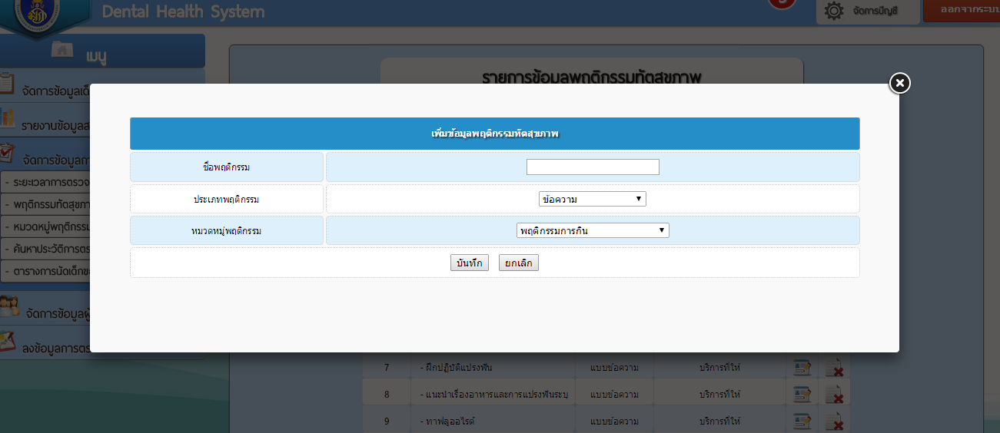 Dental Health System
จัดการบัญชี
ออกจากระบบ
เมนู
รายการข้อมูลพฤติกรรมทัตสุขภาพ
จัดการข้อมูลเด็
รายงานข้อมูลส
จัดการข้อมูลกา
- ระยะเวลาการตรวจ
- พฤติกรรมทัตสุขภา
- หมวดหมู่พฤติกรรม
- ค้นหาประวัติการตร
- ตารางการนัดเด็กขอ
จัดการข้อมูลผู้
ลงข้อมูลการตร
เพิ่มข้อมูลพฤติกรรมทัตสุขภาพ
ชื่อพฤติกรรม
ประเภทพฤติกรรม ข้อความ
หมวดหมู่พฤติกรรม พฤติกรรมการกิน
บันทึก ยกเลิก
7 - ฝึกปฏิบัติแปรงฟัน แบบข้อความ บริการที่ให้
8 - แนะนำเรื่องอาหารและการแปรงฟันระบุ แบบข้อความ บริการที่ให้
9 - ทาฟลูออไรด์ แบบข้อความ บริการที่ให้